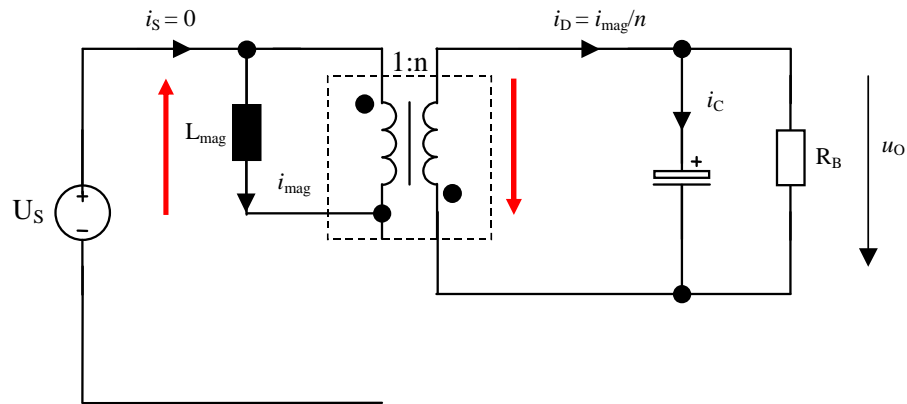 i_S = 0
i_D = i_mag/n
1:n
L_mag
i_mag
i_C
+
R_B
u_O
U_S
+
-